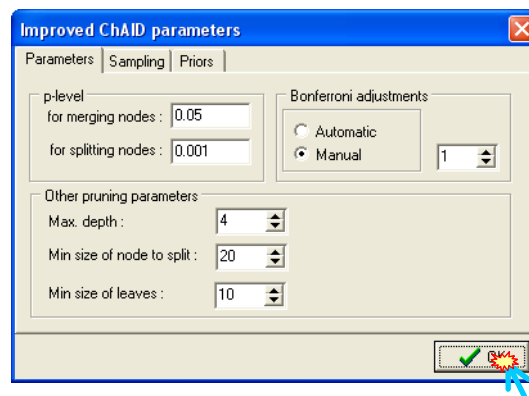 Improved ChAID parameters
Parameters Sampling Priors
p-level
for merging nodes : 0.05
for splitting nodes : 0.001
Bonferroni adjustments
Automatic
Manual 1
Other pruning parameters
Max. depth : 4
Min size of node to split : 20
Min size of leaves : 10